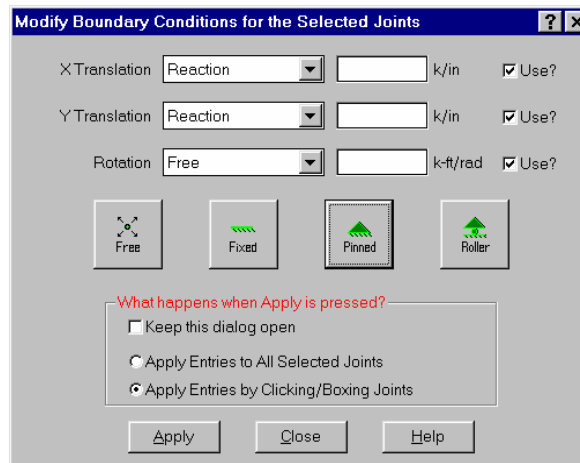 Modify Boundary Conditions for the Selected Joints
X Translation Reaction k/in Use?
Y Translation Reaction k/in Use?
Rotation Free k-ft/rad Use?
Free Fixed Pinned Roller
What happens when Apply is pressed?
Keep this dialog open
Apply Entries to All Selected Joints
Apply Entries by Clicking/Boxing Joints
Apply Close Help